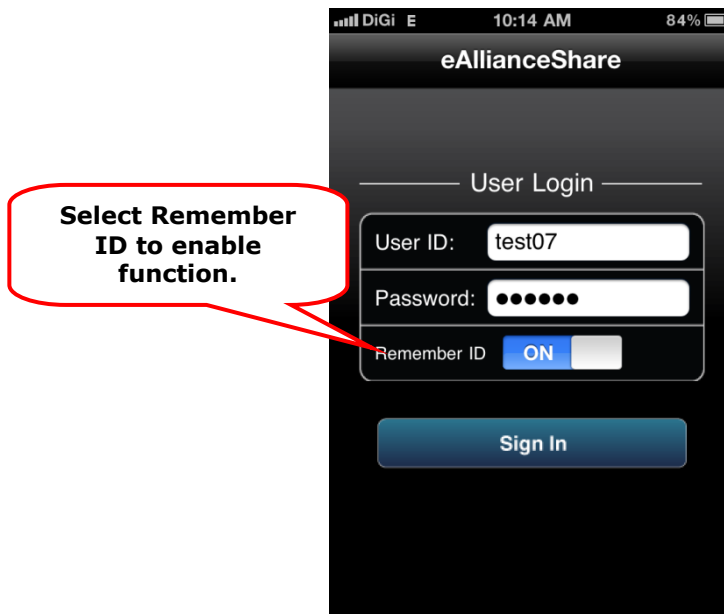 DiGi E 10:14 AM 84%
eAllianceShare
User Login
Select Remember
ID to enable
function.
User ID: test07
Password: ●●●●●●
Remember ID ON
Sign In